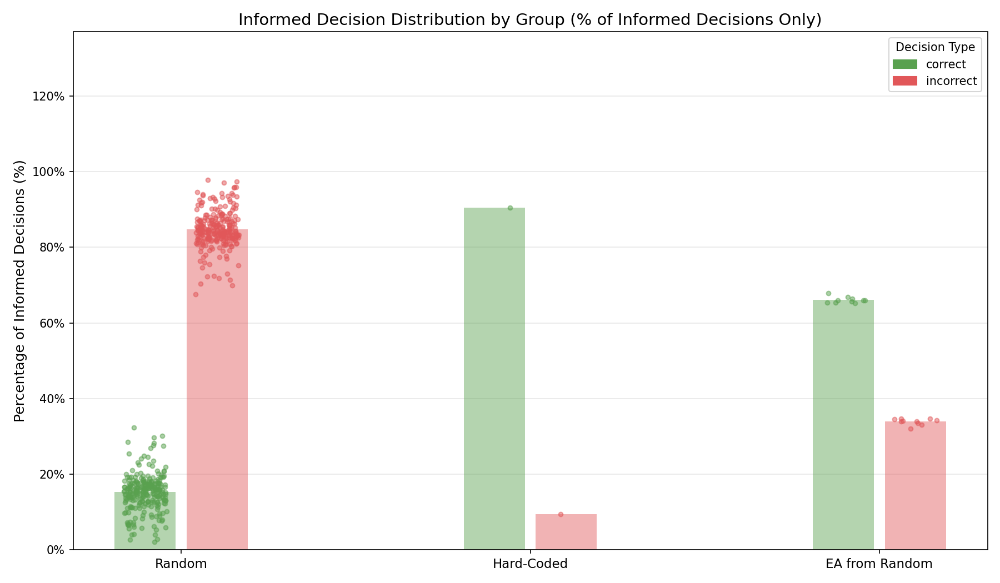 Informed Decision Distribution by Group (% of Informed Decisions Only)
Decision Type
correct
incorrect
Percentage of Informed Decisions (%)
120%
100%
80%
60%
40%
20%
0%
Random
Hard-Coded
EA from Random